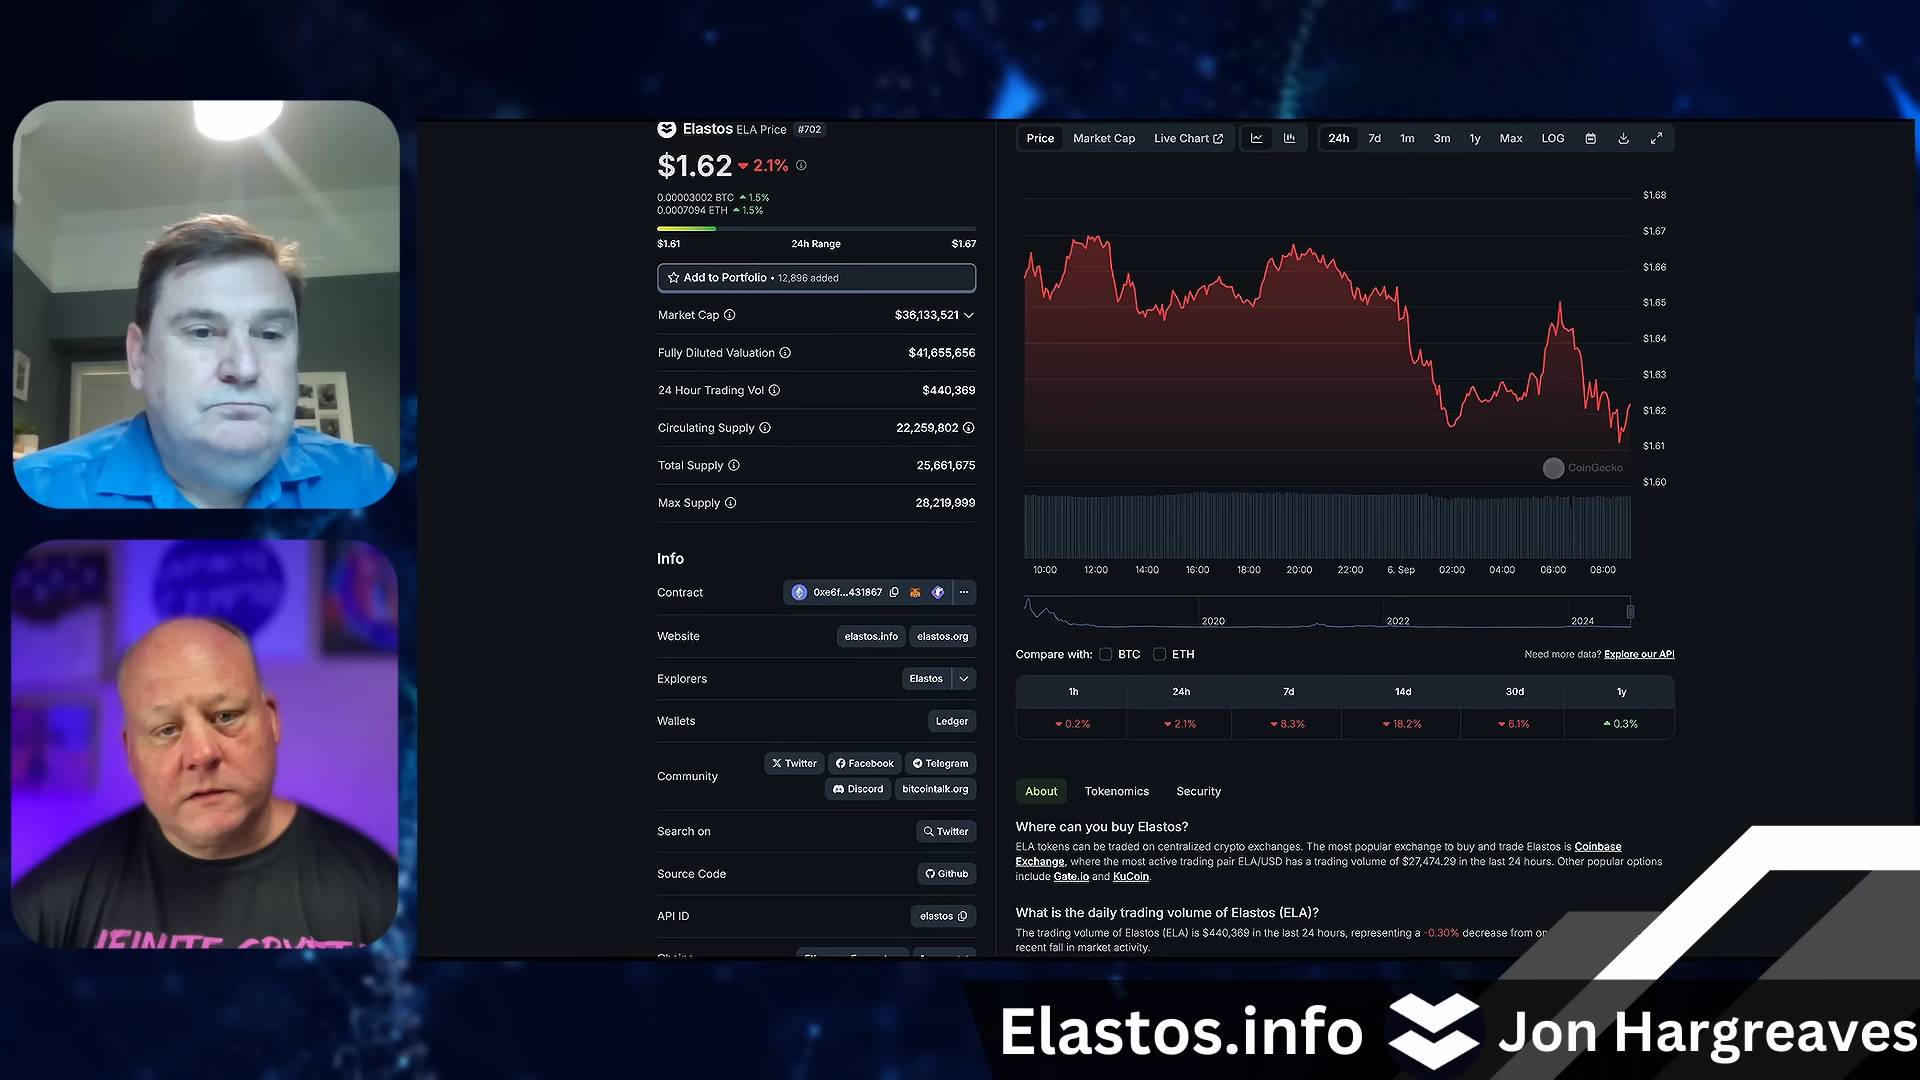 Elastos ELA Price #702
$1.62 2.1%
0.00003002 BTC 1.5%
0.0007094 ETH 1.5%
$1.61 24h Range $1.67
Add to Portfolio • 12,896 added
Market Cap $36,133,521
Fully Diluted Valuation $41,655,656
24 Hour Trading Vol $440,369
Circulating Supply 22,259,802
Total Supply 25,661,675
Max Supply 28,219,999
Info
Contract 0xe6f...431867
Website elastos.info elastos.org
Explorers Elastos
Wallets Ledger
Community Twitter Facebook Telegram
Discord bitcointalk.org
Search on Twitter
Source Code Github
API ID elastos
Price Market Cap Live Chart 24h 7d 1m 3m 1y Max LOG
$1.68
$1.67
$1.66
$1.65
$1.64
$1.63
$1.62
$1.61
$1.60
CoinGecko
10:00 12:00 14:00 16:00 18:00 20:00 22:00 6. Sep 02:00 04:00 06:00 08:00
2020 2022 2024
Compare with: BTC ETH Need more data? Explore our API
1h 24h 7d 14d 30d 1y
0.2% 2.1% 8.3% 18.2% 6.1% 0.3%
About Tokenomics Security
Where can you buy Elastos?
ELA tokens can be traded on centralized crypto exchanges. The most popular exchange to buy and trade Elastos is Coinbase
Exchange, where the most active trading pair ELA/USD has a trading volume of $27,474.29 in the last 24 hours. Other popular options
include Gate.io and KuCoin.
What is the daily trading volume of Elastos (ELA)?
The trading volume of Elastos (ELA) is $440,369 in the last 24 hours, representing a -0.30% decrease from
recent fall in market activity.
Elastos.info Jon Hargreaves